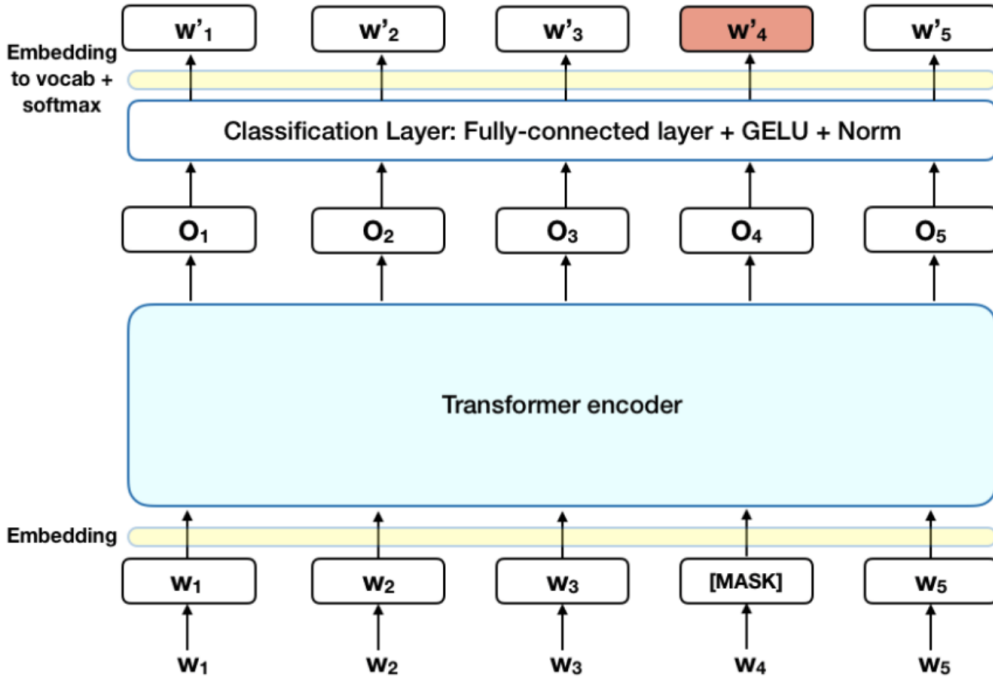 w’₁ w’₂ w’₃ w’₄ w’₅
Embedding
to vocab +
softmax
Classification Layer: Fully-connected layer + GELU + Norm
O₁ O₂ O₃ O₄ O₅
Transformer encoder
Embedding
w₁ w₂ w₃ [MASK] w₅
w₁ w₂ w₃ w₄ w₅